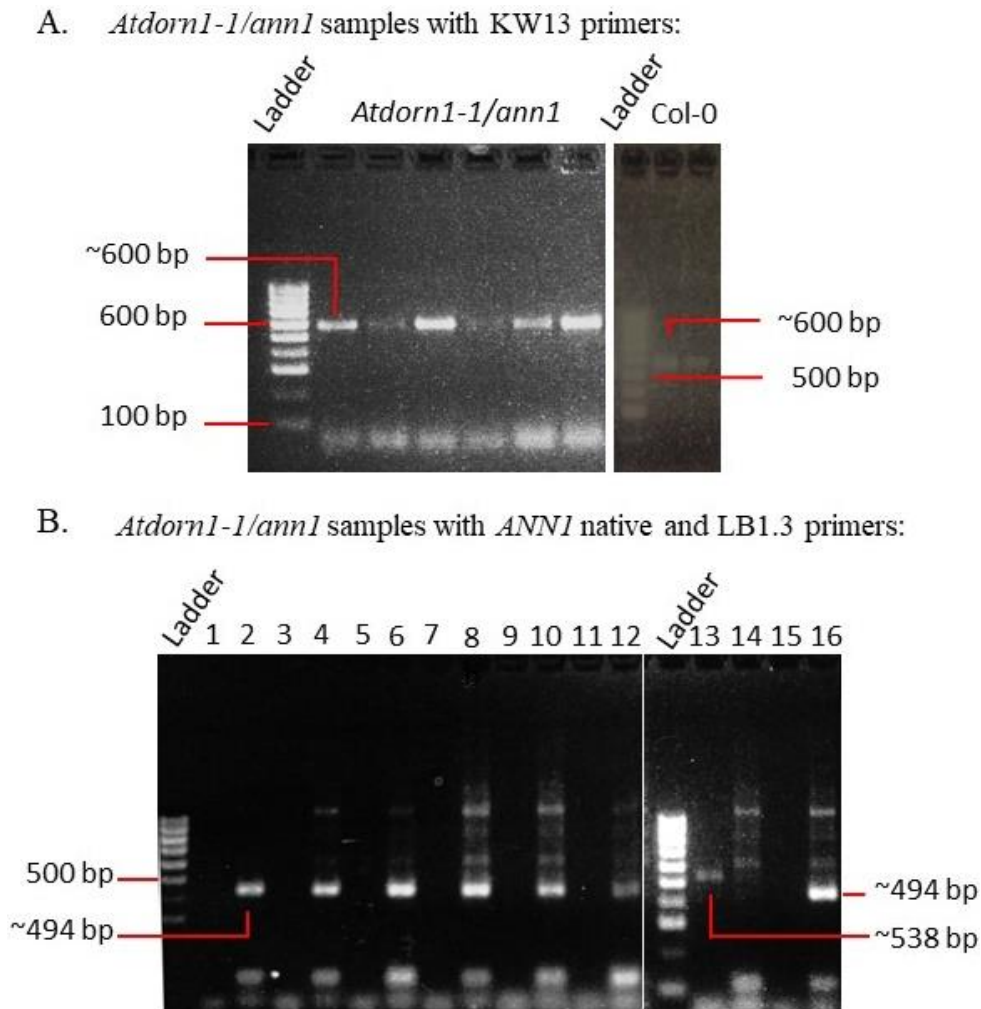 A. Atdorn1-1/ann1 samples with KW13 primers:
Ladder Atdorn1-1/ann1 Ladder Col-0
~600 bp
600 bp
100 bp
~600 bp
500 bp
B. Atdorn1-1/ann1 samples with ANN1 native and LB1.3 primers:
Ladder 1 2 3 4 5 6 7 8 9 10 11 12 Ladder 13 14 15 16
500 bp
~494 bp
~494 bp
~538 bp